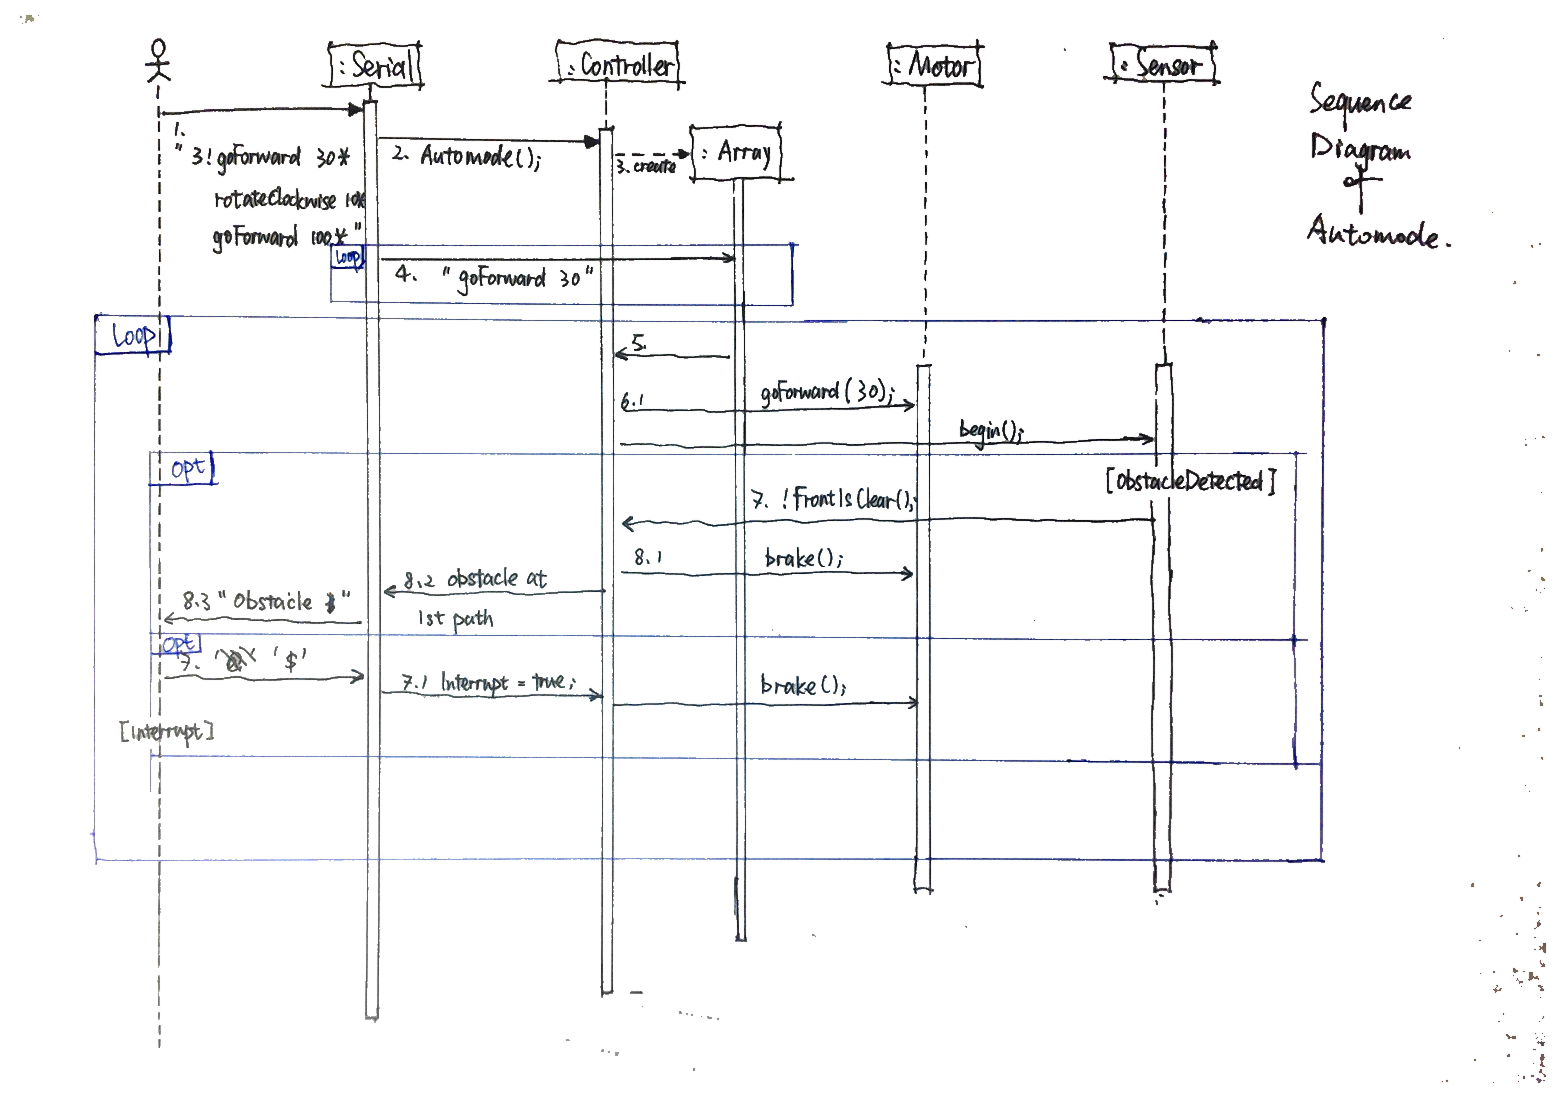 : Serial
: Controller
: Motor
: Sensor
Sequence
Diagram
of
Automode.
: Array
1.
" 3! goForward 30*
rotateClockwise 10*
goForward 100* "
2. Automode();
3. create
loop
4. " goForward 30"
Loop
5.
6.1 goForward (30);
begin();
opt
[ObstacleDetected]
7. !FrontIsClear();
8.1 brake();
8.2 obstacle at
1st path
8.3 " Obstacle "
opt
7. '$'
7.1 Interrupt = true;
brake();
[Interrupt]